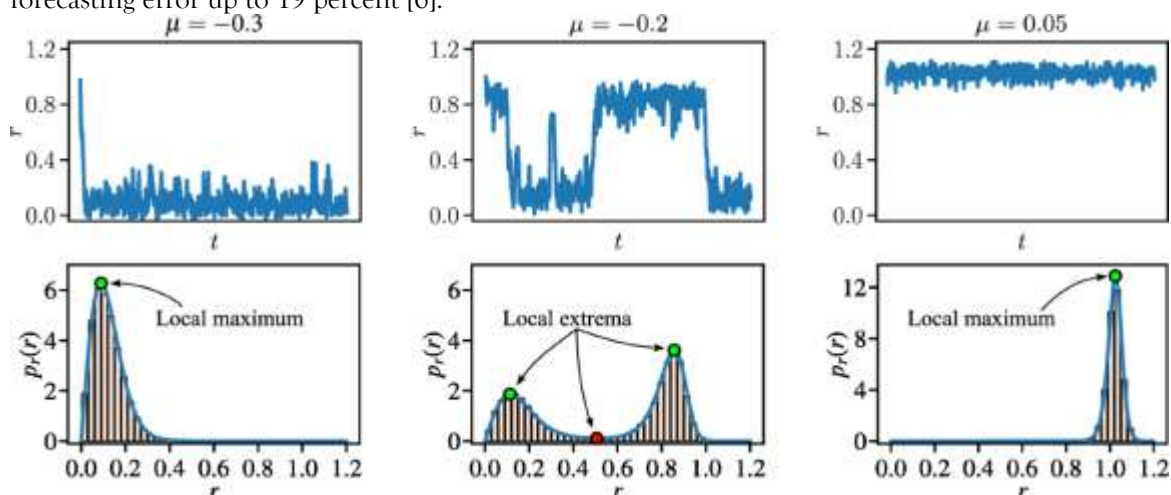 forecasting error up to 19 percent [6].
μ = −0.3 μ = −0.2 μ = 0.05
1.2 1.2 1.2
0.8 0.8 0.8
r r r
0.4 0.4 0.4
0.0 0.0 0.0
t t t
6 6 12
Local maximum Local extrema Local maximum
4 4 8
p_r(r) p_r(r) p_r(r)
2 2 4
0 0 0
0.0 0.2 0.4 0.6 0.8 1.0 1.2 0.0 0.2 0.4 0.6 0.8 1.0 1.2 0.0 0.2 0.4 0.6 0.8 1.0 1.2
r r r